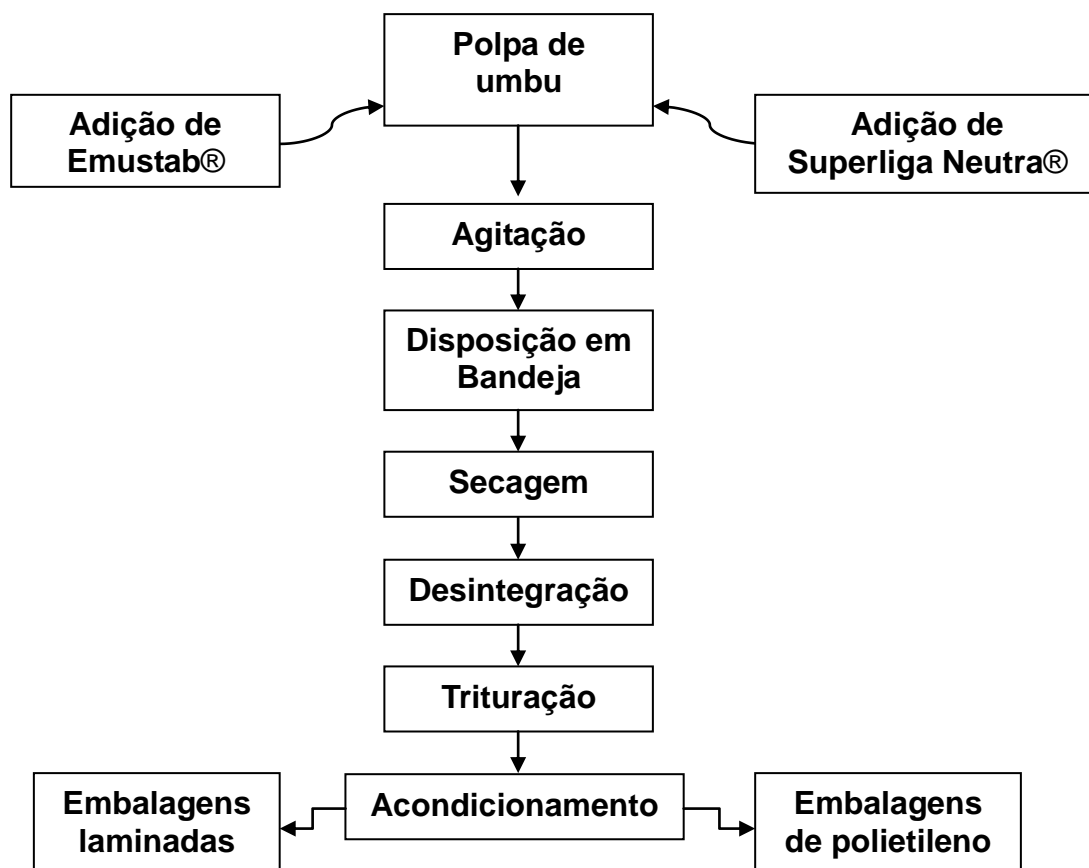 Polpa de
umbu
Adição de
Emustab®
Adição de
Superliga Neutra®
Agitação
Disposição em
Bandeja
Secagem
Desintegração
Trituração
Acondicionamento
Embalagens
laminadas
Embalagens
de polietileno